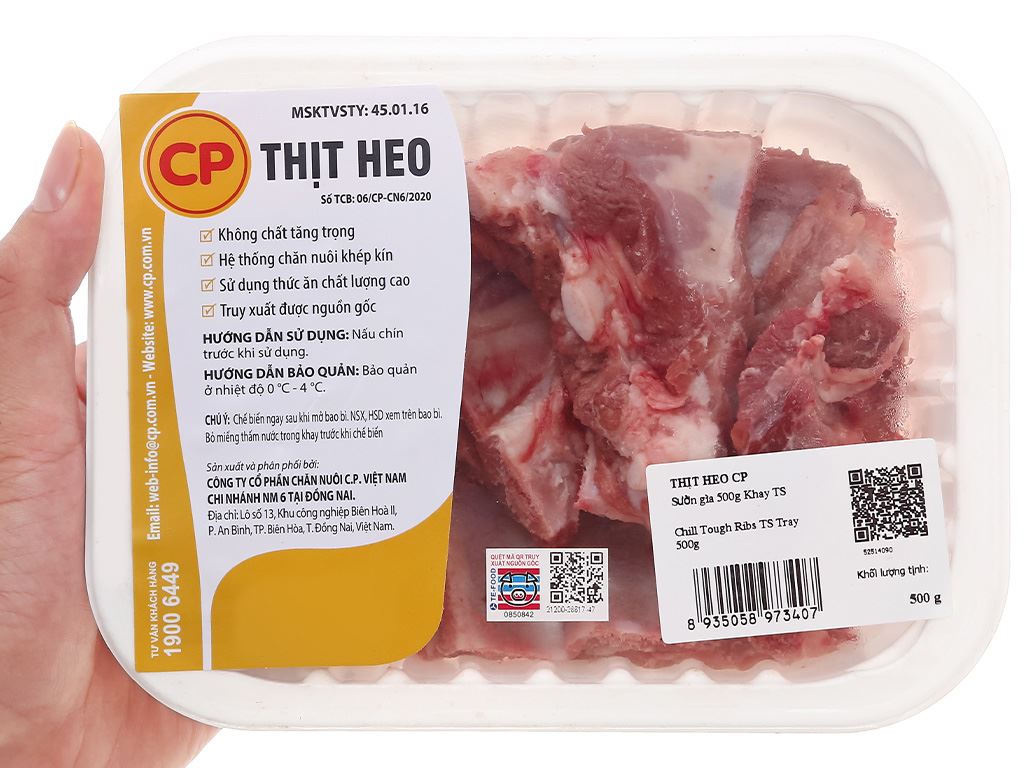 MSKTVSTY: 45.01.16
CP
THỊT HEO
Số TCB: 06/CP-CN6/2020
Không chất tăng trọng
Hệ thống chăn nuôi khép kín
Sử dụng thức ăn chất lượng cao
Truy xuất được nguồn gốc
HƯỚNG DẪN SỬ DỤNG: Nấu chín
trước khi sử dụng.
HƯỚNG DẪN BẢO QUẢN: Bảo quản
ở nhiệt độ 0 °C - 4 °C.
CHÚ Ý: Chế biến ngay sau khi mở bao bì. NSX, HSD xem trên bao bì.
Bỏ miếng thấm nước trong khay trước khi chế biến
Sản xuất và phân phối bởi:
CÔNG TY CỔ PHẦN CHĂN NUÔI C.P. VIỆT NAM
CHI NHÁNH NM 6 TẠI ĐỒNG NAI.
Địa chỉ: Lô số 13, Khu công nghiệp Biên Hoà II,
P. An Bình, TP. Biên Hòa, T. Đồng Nai, Việt Nam.
Email: web-info@cp.com.vn - Website: www.cp.com.vn
TƯ VẤN KHÁCH HÀNG
1900 6449
QUÉT MÃ QR TRUY
XUẤT NGUỒN GỐC
TE-FOOD
0850842
21200-28817-47
THỊT HEO CP
Sườn già 500g Khay TS
Chill Tough Ribs TS Tray
500g
52514090
Khối lượng tịnh:
500 g
8 935058 973407